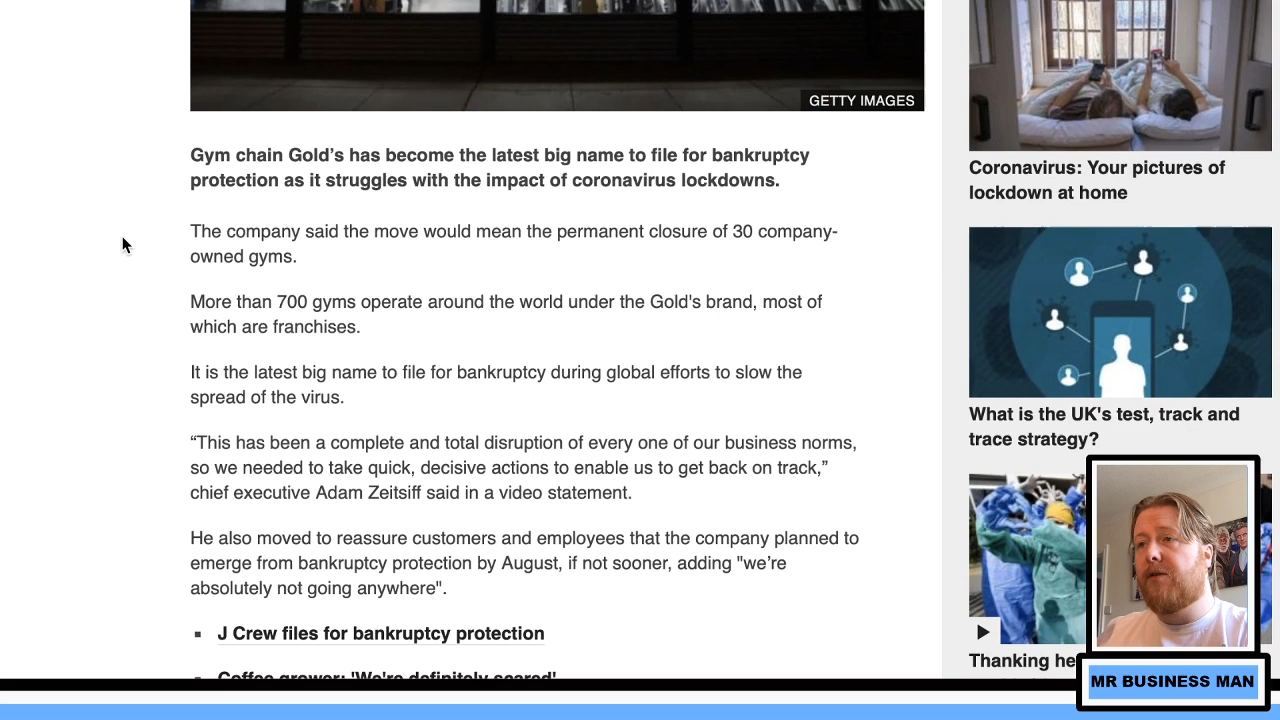 GETTY IMAGES
Gym chain Gold’s has become the latest big name to file for bankruptcy
protection as it struggles with the impact of coronavirus lockdowns.
The company said the move would mean the permanent closure of 30 company-
owned gyms.
More than 700 gyms operate around the world under the Gold's brand, most of
which are franchises.
It is the latest big name to file for bankruptcy during global efforts to slow the
spread of the virus.
“This has been a complete and total disruption of every one of our business norms,
so we needed to take quick, decisive actions to enable us to get back on track,”
chief executive Adam Zeitsiff said in a video statement.
He also moved to reassure customers and employees that the company planned to
emerge from bankruptcy protection by August, if not sooner, adding "we’re
absolutely not going anywhere".
▪ J Crew files for bankruptcy protection
▪ Coffee grower: 'We're definitely scared'
Coronavirus: Your pictures of
lockdown at home
What is the UK's test, track and
trace strategy?
Thanking
MR BUSINESS MAN